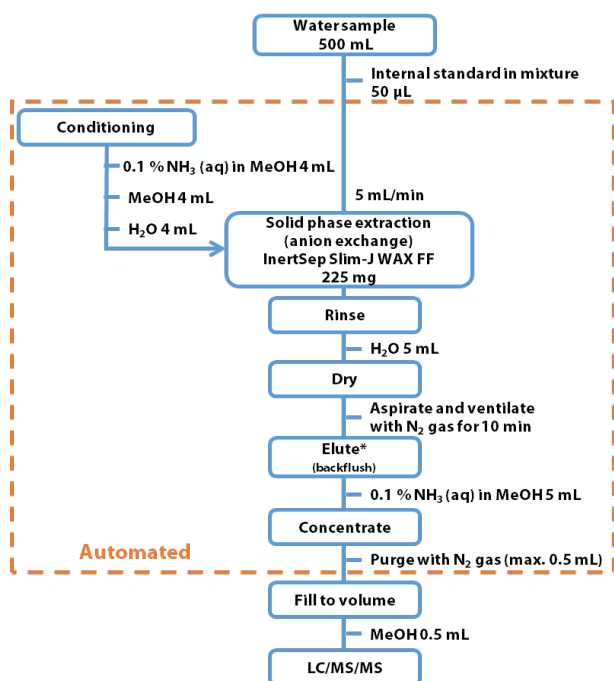 Water sample
500 mL
Internal standard in mixture
50 µL
Conditioning
0.1 % NH₃ (aq) in MeOH 4 mL
MeOH 4 mL
H₂O 4 mL
5 mL/min
Solid phase extraction
(anion exchange)
InertSep Slim-J WAX FF
225 mg
Rinse
H₂O 5 mL
Dry
Aspirate and ventilate
with N₂ gas for 10 min
Elute*
(backflush)
0.1 % NH₃ (aq) in MeOH 5 mL
Concentrate
Automated
Purge with N₂ gas (max. 0.5 mL)
Fill to volume
MeOH 0.5 mL
LC/MS/MS